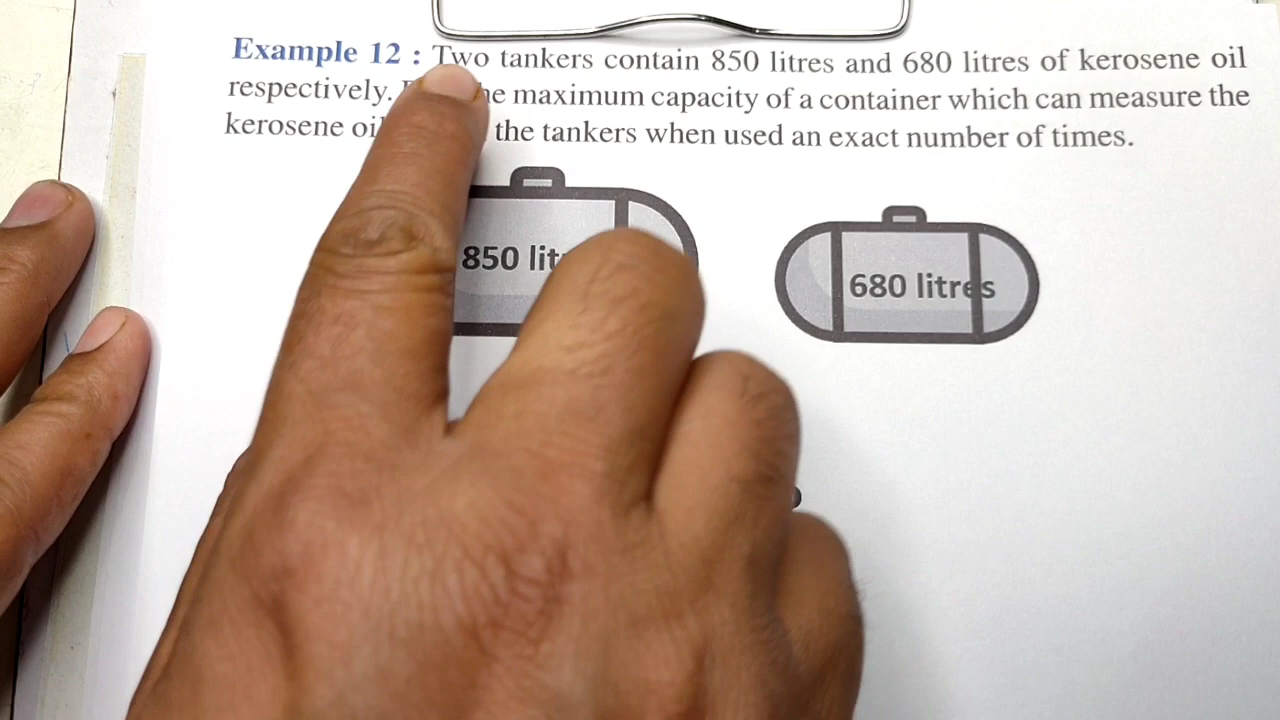 Example 12 : Two tankers contain 850 litres and 680 litres of kerosene oil
respectively. maximum capacity of a container which can measure the
kerosene the tankers when used an exact number of times.
850
680 litres